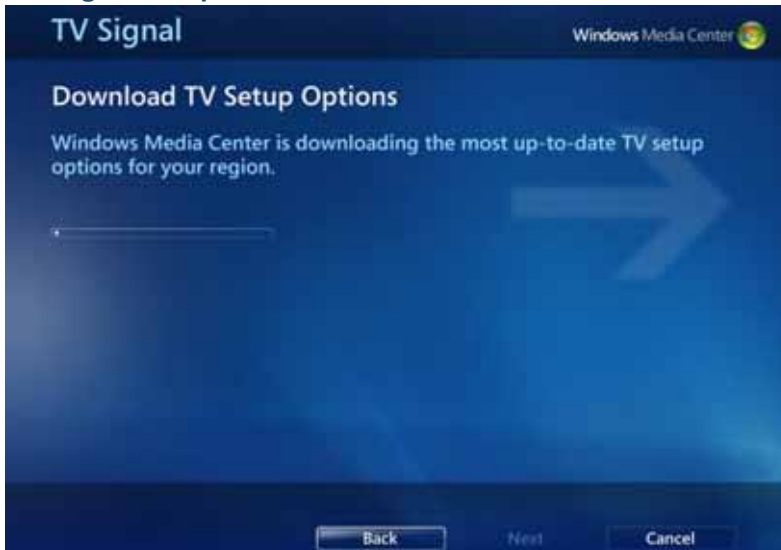 TV Signal
Windows Media Center
Download TV Setup Options
Windows Media Center is downloading the most up-to-date TV setup
options for your region.
Back Next Cancel